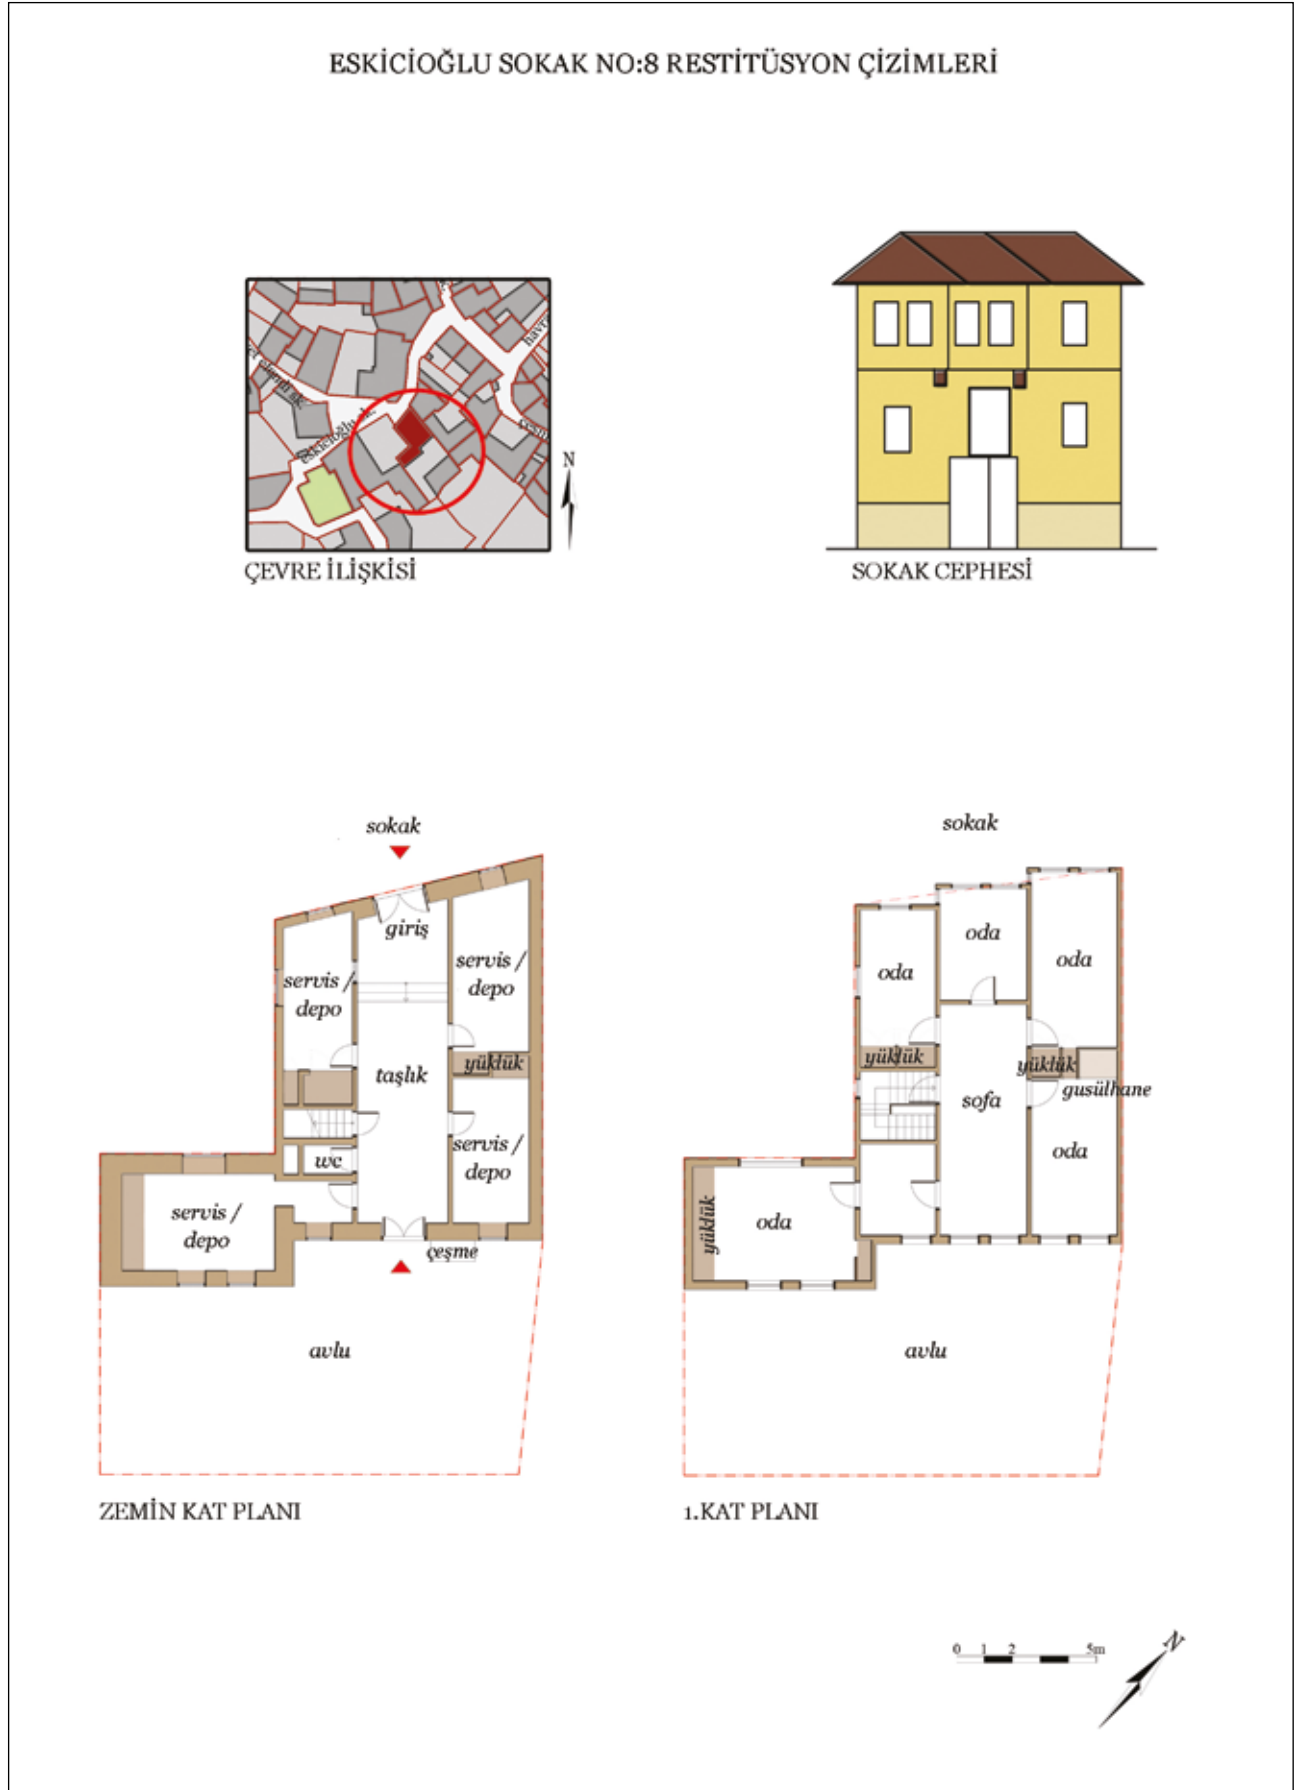 ESKİCİOĞLU SOKAK NO:8 RESTİTÜSYON ÇİZİMLERİ
eskicioğlu sk.
N
ÇEVRE İLİŞKİSİ
SOKAK CEPHESİ
sokak
giriş
servis /
depo
servis /
depo
yüklük
taşlık
wc
servis /
depo
servis /
depo
çeşme
avlu
ZEMİN KAT PLANI
sokak
oda
oda
oda
yüklük
yüklük
gusülhane
sofa
oda
yüklük
oda
avlu
1.KAT PLANI
0 1 2 5m
N